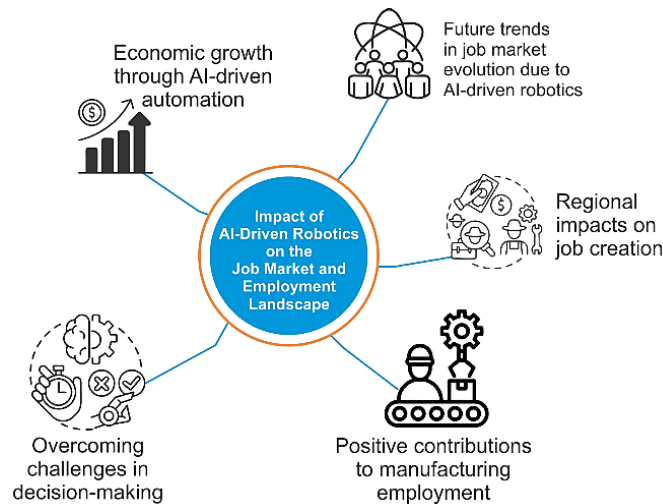 Economic growth
through AI-driven
automation
Future trends
in job market
evolution due to
AI-driven robotics
Impact of
AI-Driven Robotics
on the
Job Market and
Employment
Landscape
Regional
impacts on
job creation
Overcoming
challenges in
decision-making
Positive contributions
to manufacturing
employment